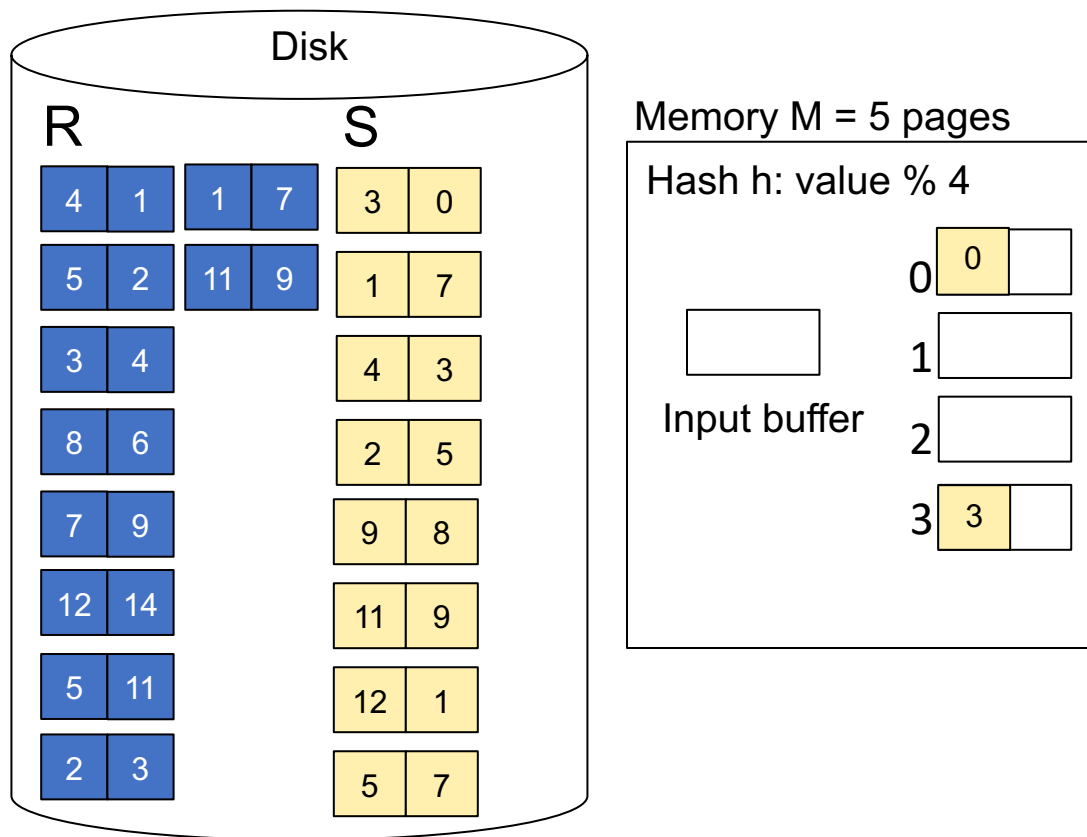 Disk
R S
4 1 1 7 3 0
5 2 11 9 1 7
3 4 4 3
8 6 2 5
7 9 9 8
12 14 11 9
5 11 12 1
2 3 5 7
Memory M = 5 pages
Hash h: value % 4
Input buffer
0 0
1
2
3 3